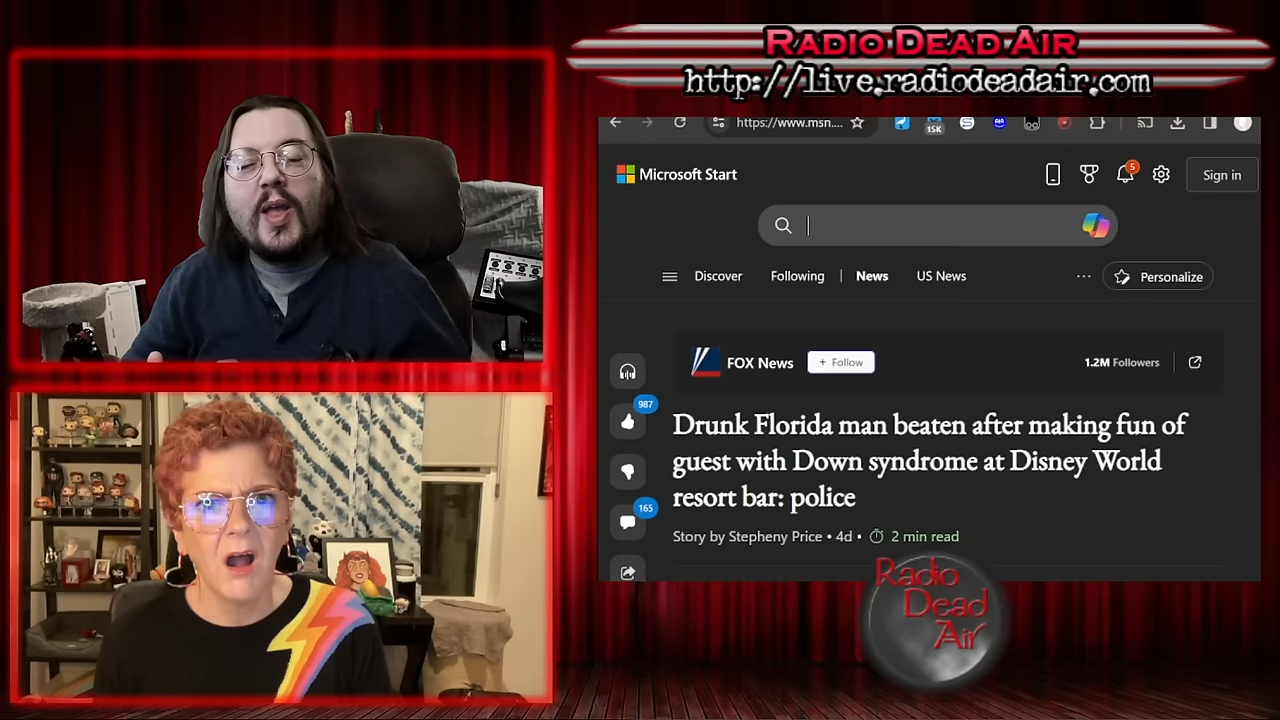 Radio Dead Air
http://live.radiodeadair.com
https://www.msn....
15K
Microsoft Start
5
Sign in
Discover
Following
News
US News
Personalize
FOX News
+ Follow
1.2M Followers
987
Drunk Florida man beaten after making fun of
guest with Down syndrome at Disney World
resort bar: police
165
Story by Stepheny Price • 4d •
2 min read
Radio
Dead
Air